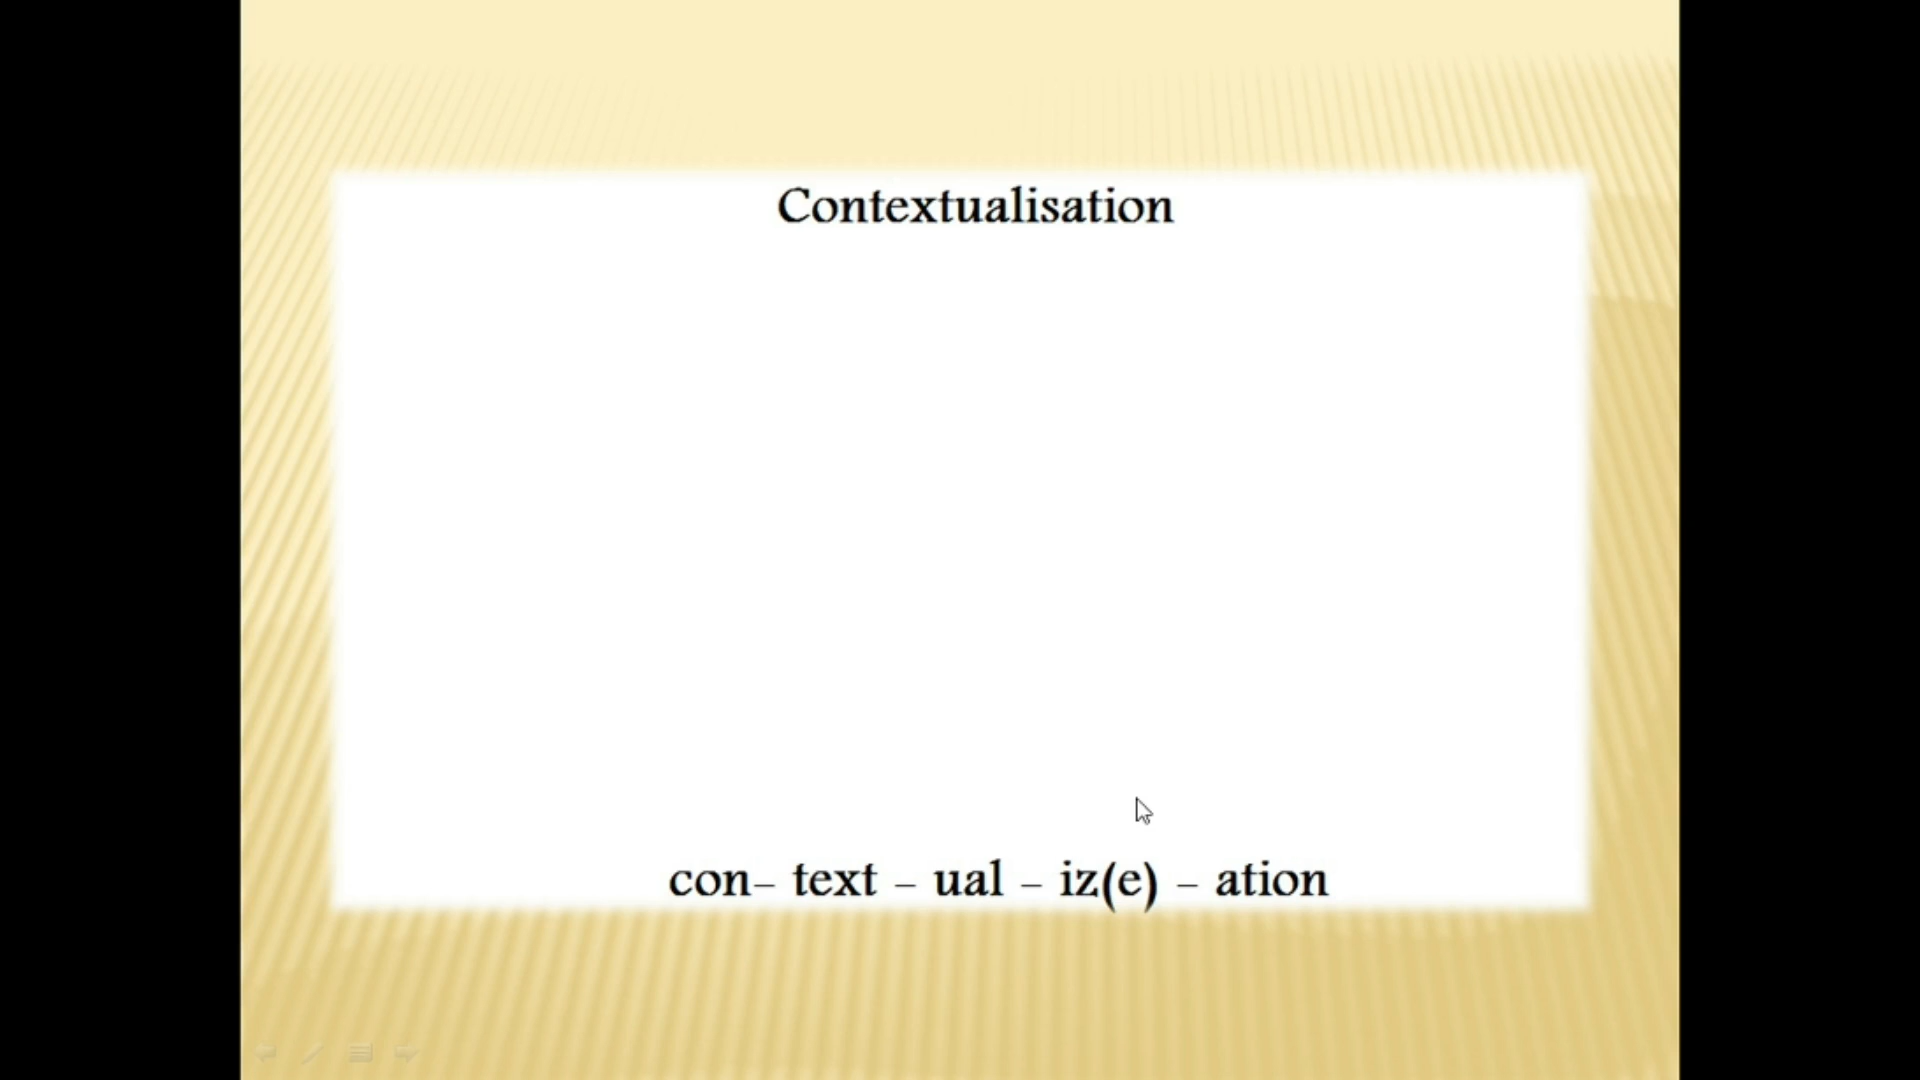 Contextualisation
con– text – ual – iz(e) – ation